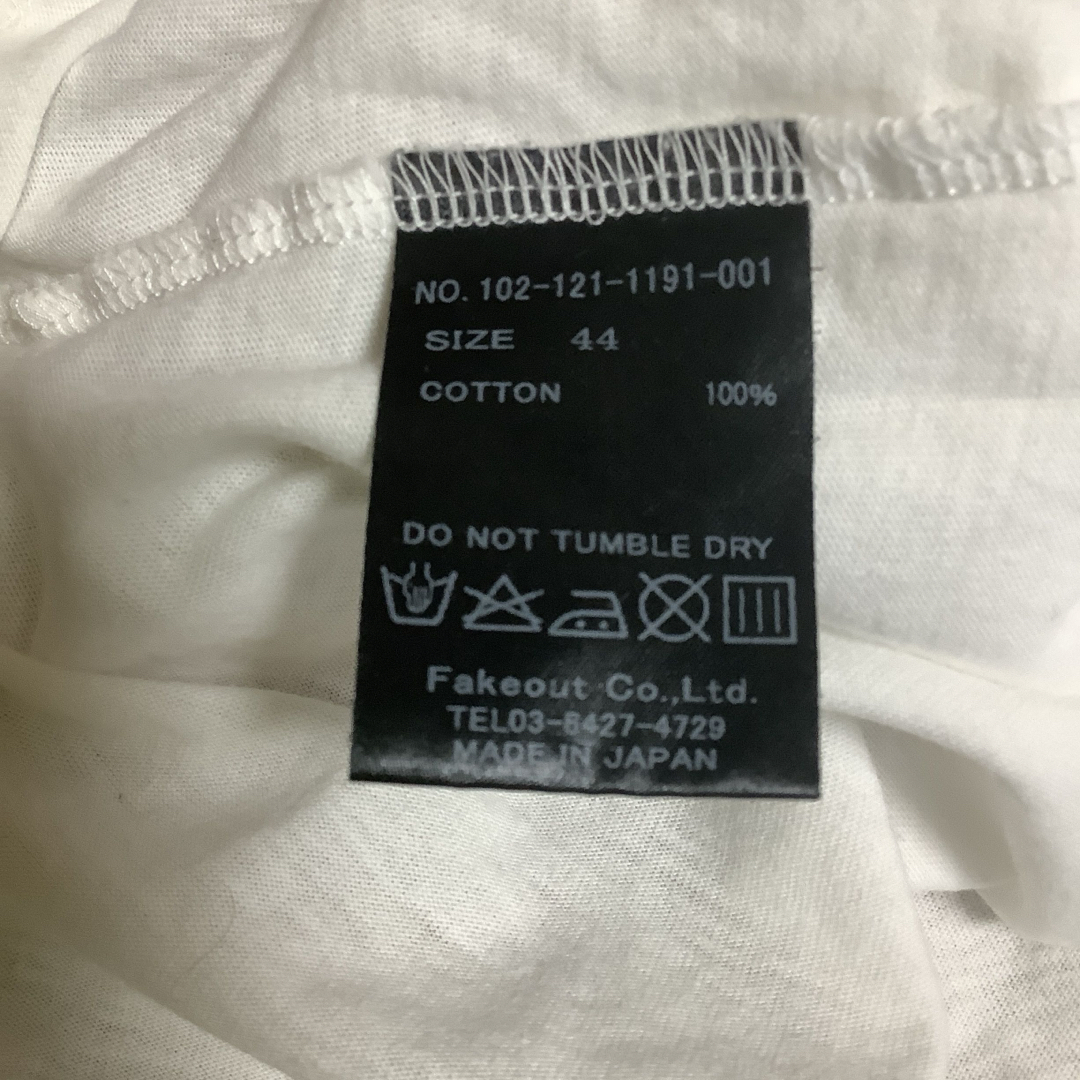 NO. 102-121-1191-001
SIZE 44
COTTON 100%
DO NOT TUMBLE DRY
Fakeout Co.,Ltd.
TEL03-6427-4729
MADE IN JAPAN